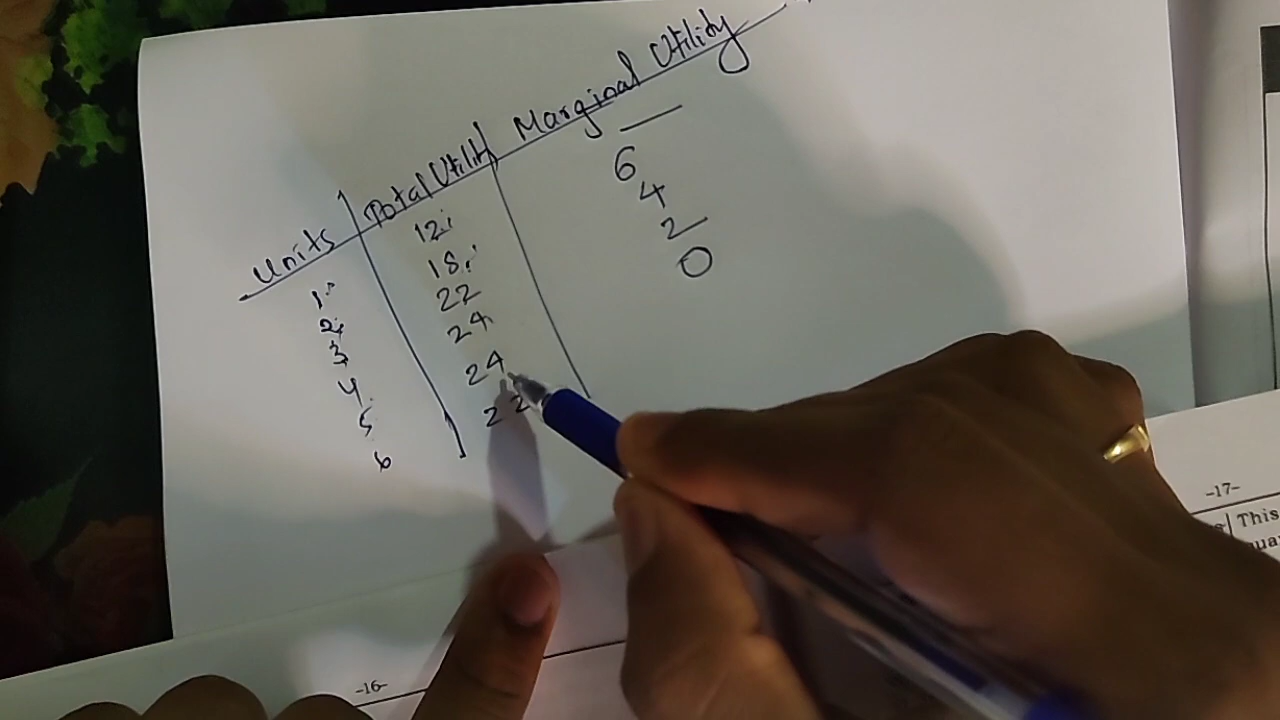 Units Total Utility Marginal Utility
1 12 —
2 18 6
3 22 4
4 24 2
5 24 0
6 22
-16-
-17-
This